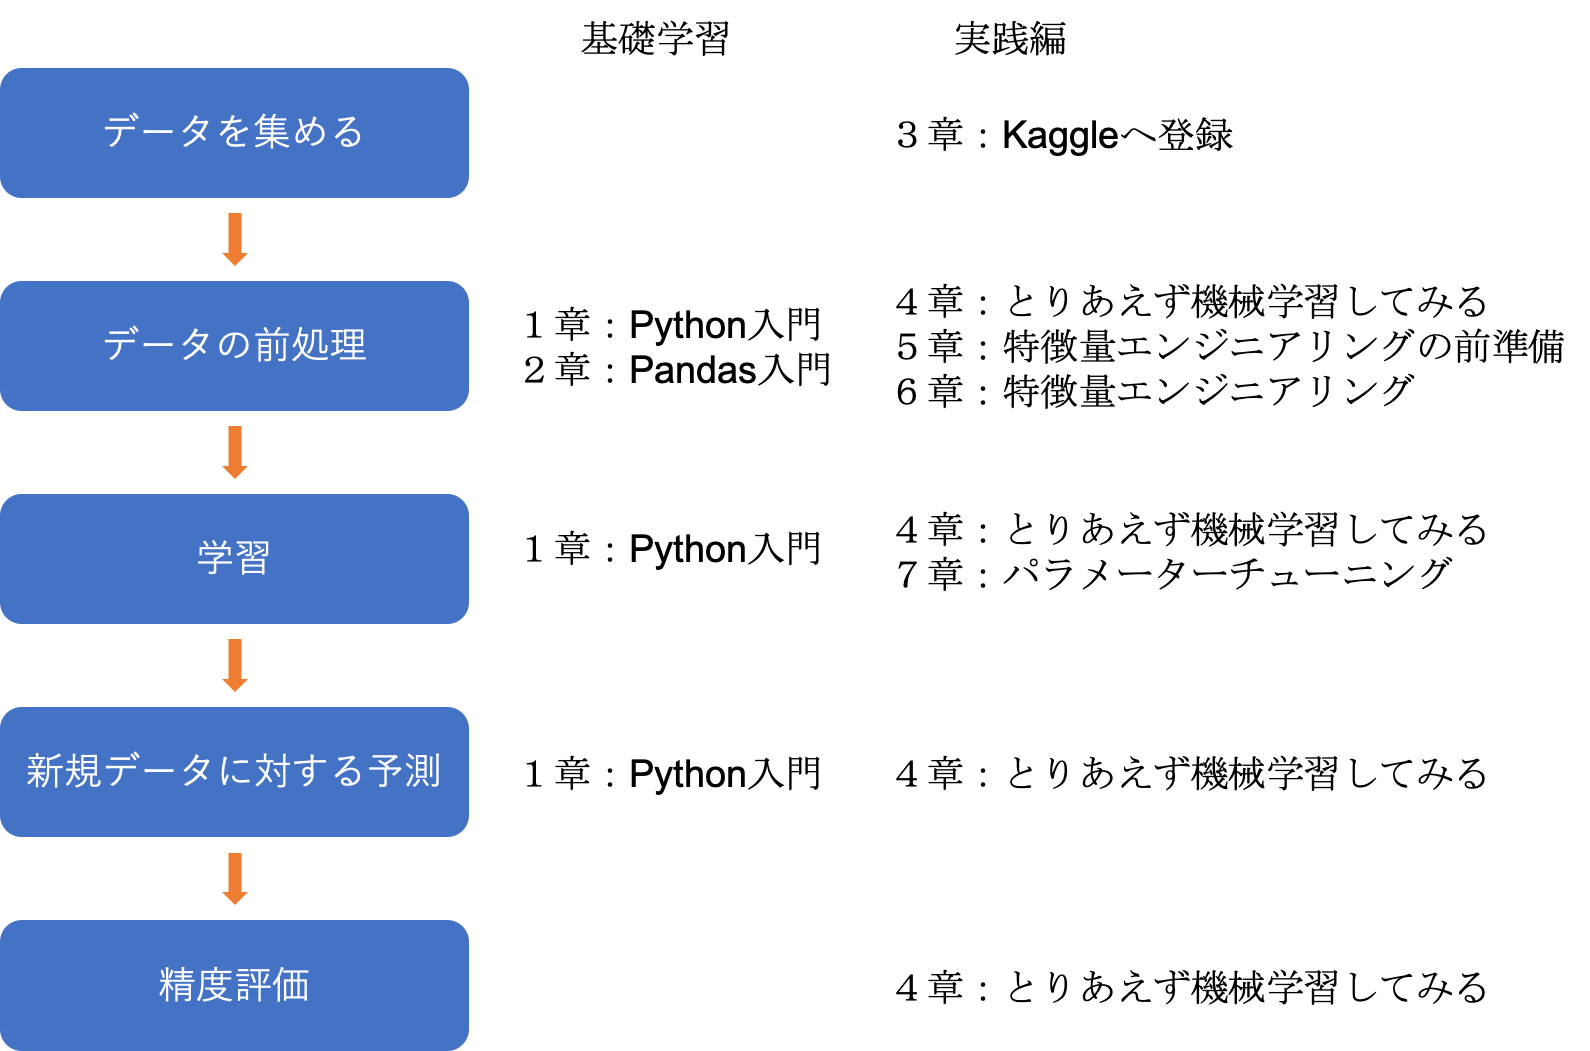 基礎学習 実践編
データを集める
３章：Kaggleへ登録
データの前処理
１章：Python入門
２章：Pandas入門
４章：とりあえず機械学習してみる
５章：特徴量エンジニアリングの前準備
６章：特徴量エンジニアリング
学習
１章：Python入門
４章：とりあえず機械学習してみる
７章：パラメーターチューニング
新規データに対する予測
１章：Python入門
４章：とりあえず機械学習してみる
精度評価
４章：とりあえず機械学習してみる